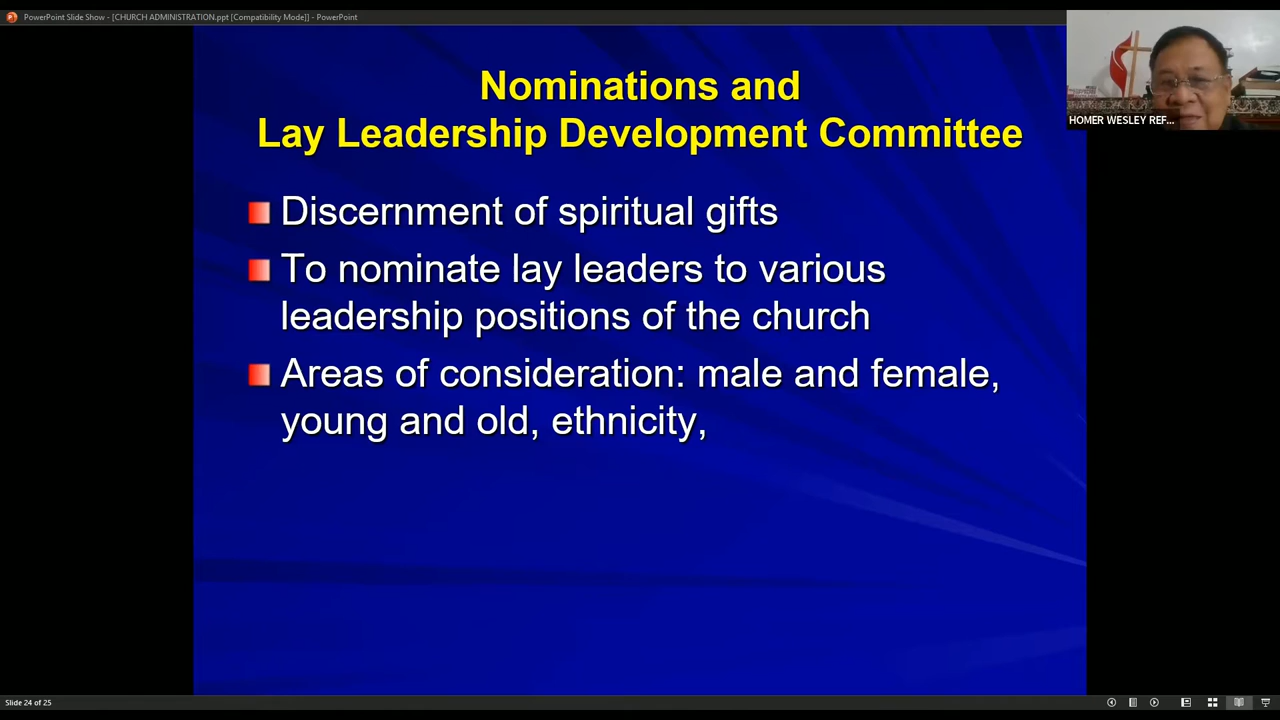 PowerPoint Slide Show - [CHURCH ADMINISTRATION.ppt [Compatibility Mode]] - PowerPoint
HOMER WESLEY REF...
Nominations and
Lay Leadership Development Committee
Discernment of spiritual gifts
To nominate lay leaders to various
leadership positions of the church
Areas of consideration: male and female,
young and old, ethnicity,
Slide 24 of 25